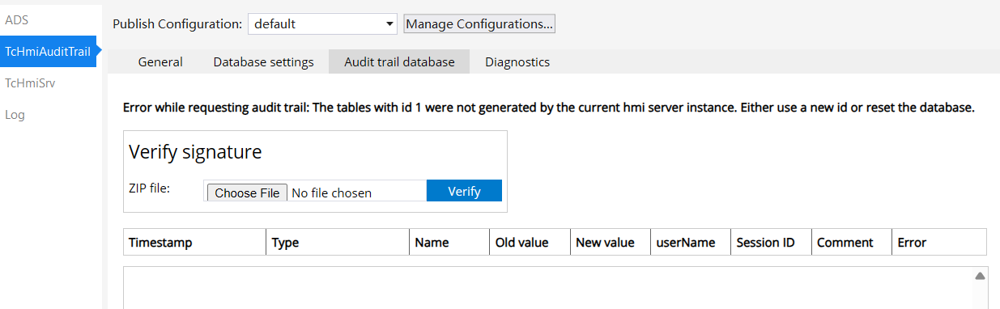 ADS
TcHmiAuditTrail
TcHmiSrv
Log
Publish Configuration: default Manage Configurations...
General Database settings Audit trail database Diagnostics
Error while requesting audit trail: The tables with id 1 were not generated by the current hmi server instance. Either use a new id or reset the database.
Verify signature
ZIP file: Choose File No file chosen Verify
Timestamp Type Name Old value New value userName Session ID Comment Error